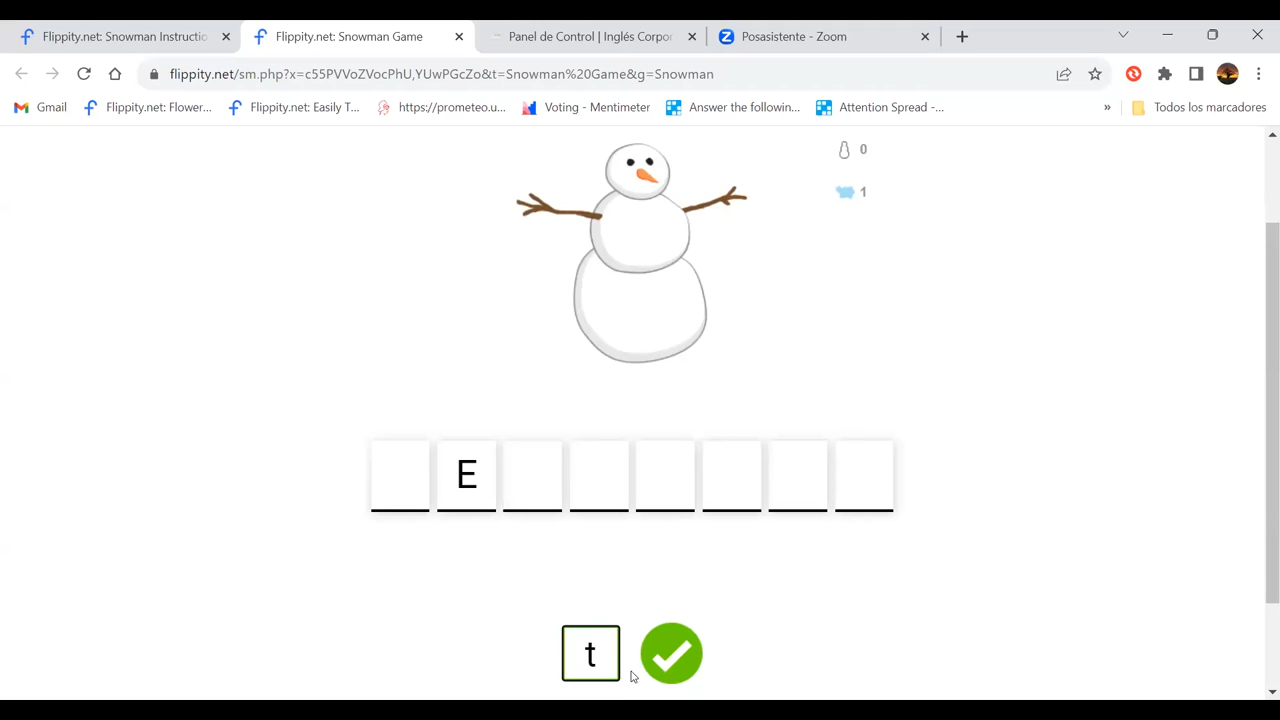 Flippity.net: Snowman Instructio
Flippity.net: Snowman Game
Panel de Control | Inglés Corpor
Posasistente - Zoom
flippity.net/sm.php?x=c55PVVoZVocPhU,YUwPGcZo&t=Snowman%20Game&g=Snowman
Gmail
Flippity.net: Flower...
Flippity.net: Easily T...
https://prometeo.u...
Voting - Mentimeter
Answer the followin...
Attention Spread -...
»
Todos los marcadores
0
1
E
t